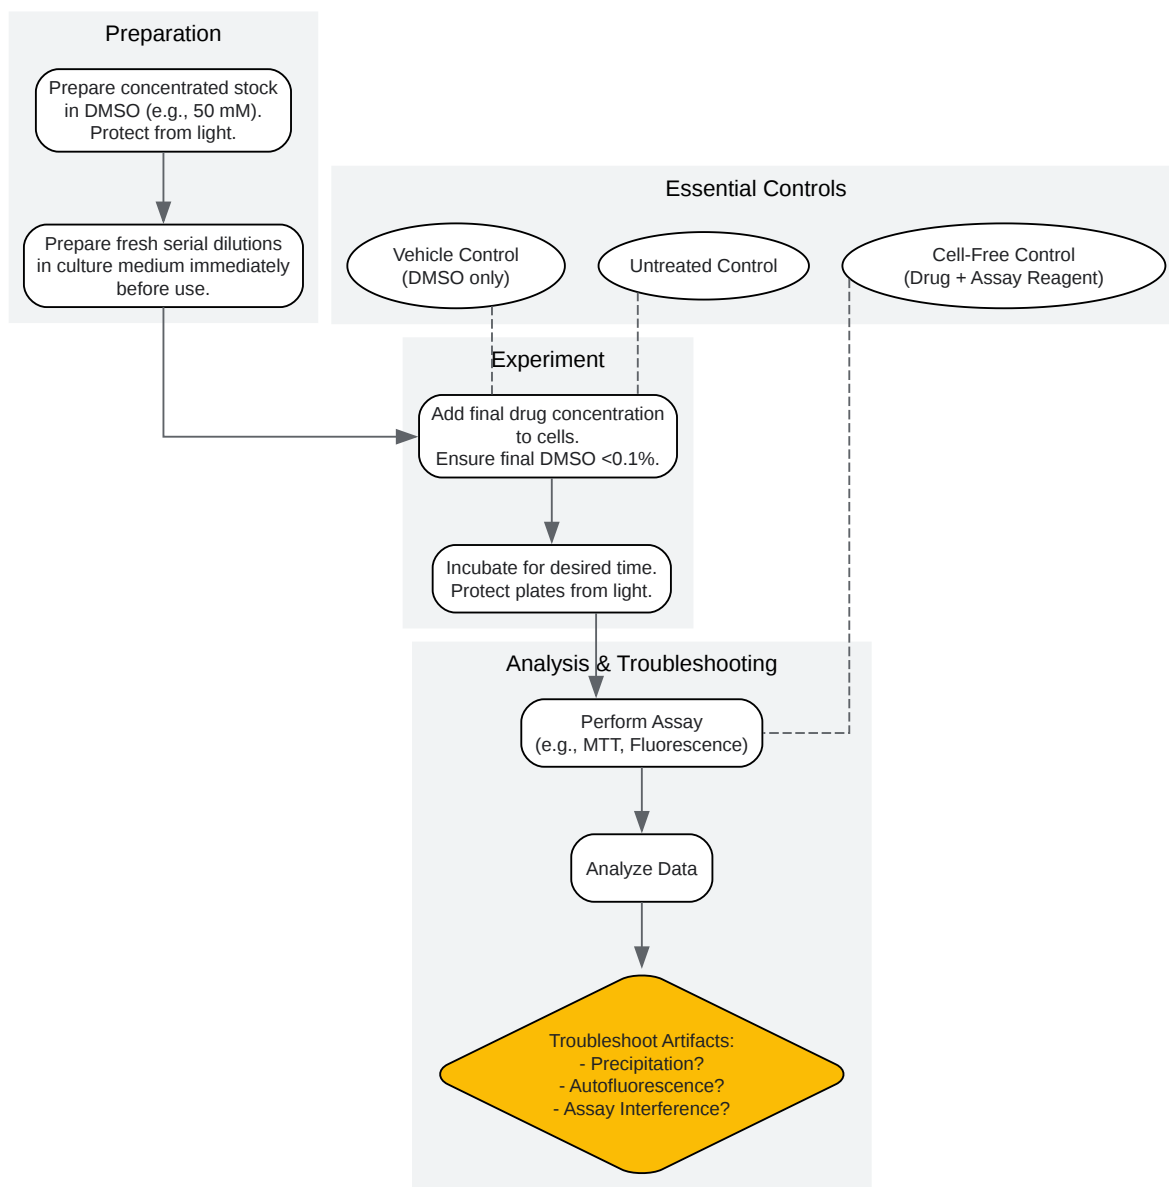 Preparation
Prepare concentrated stock
in DMSO (e.g., 50 mM).
Protect from light.
Prepare fresh serial dilutions
in culture medium immediately
before use.
Essential Controls
Vehicle Control
(DMSO only)
Untreated Control
Cell-Free Control
(Drug + Assay Reagent)
Experiment
Add final drug concentration
to cells.
Ensure final DMSO <0.1%.
Incubate for desired time.
Protect plates from light.
Analysis & Troubleshooting
Perform Assay
(e.g., MTT, Fluorescence)
Analyze Data
Troubleshoot Artifacts:
- Precipitation?
- Autofluorescence?
- Assay Interference?